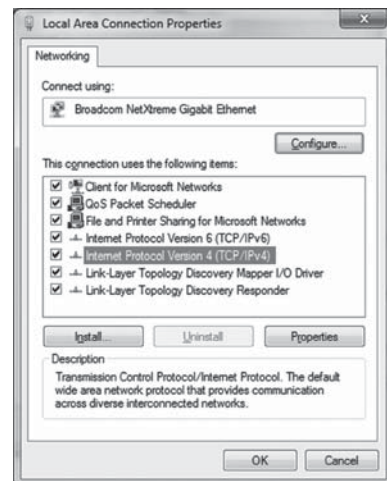 Local Area Connection Properties
x
Networking
Connect using:
Broadcom NetXtreme Gigabit Ethernet
Configure...
This connection uses the following items:
Client for Microsoft Networks
QoS Packet Scheduler
File and Printer Sharing for Microsoft Networks
Internet Protocol Version 6 (TCP/IPv6)
Internet Protocol Version 4 (TCP/IPv4)
Link-Layer Topology Discovery Mapper I/O Driver
Link-Layer Topology Discovery Responder
Install... Uninstall Properties
Description
Transmission Control Protocol/Internet Protocol. The default
wide area network protocol that provides communication
across diverse interconnected networks.
OK Cancel